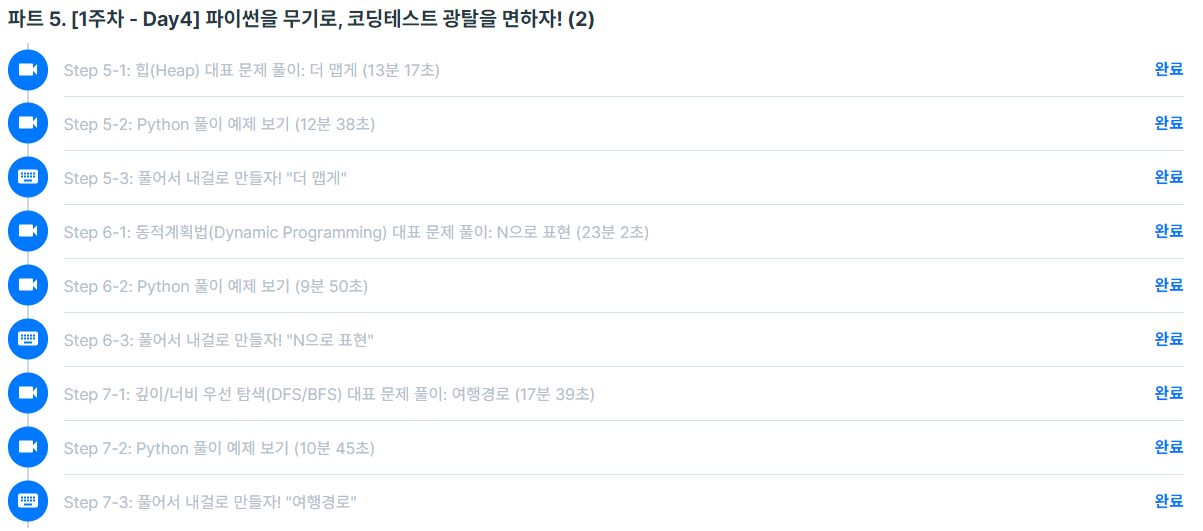 파트 5. [1주차 - Day4] 파이썬을 무기로, 코딩테스트 광탈을 면하자! (2)
Step 5-1: 힙(Heap) 대표 문제 풀이: 더 맵게 (13분 17초) 완료
Step 5-2: Python 풀이 예제 보기 (12분 38초) 완료
Step 5-3: 풀어서 내걸로 만들자! "더 맵게" 완료
Step 6-1: 동적계획법(Dynamic Programming) 대표 문제 풀이: N으로 표현 (23분 2초) 완료
Step 6-2: Python 풀이 예제 보기 (9분 50초) 완료
Step 6-3: 풀어서 내걸로 만들자! "N으로 표현" 완료
Step 7-1: 깊이/너비 우선 탐색(DFS/BFS) 대표 문제 풀이: 여행경로 (17분 39초) 완료
Step 7-2: Python 풀이 예제 보기 (10분 45초) 완료
Step 7-3: 풀어서 내걸로 만들자! "여행경로" 완료